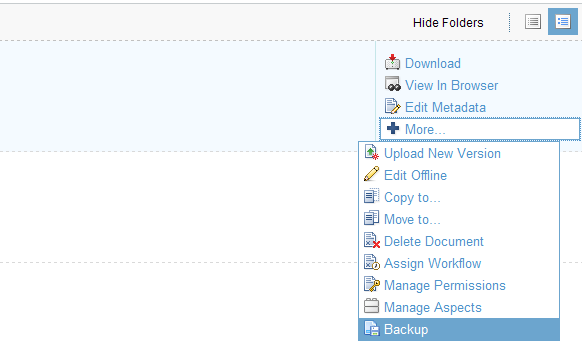 Hide Folders
Download
View In Browser
Edit Metadata
More...
Upload New Version
Edit Offline
Copy to...
Move to...
Delete Document
Assign Workflow
Manage Permissions
Manage Aspects
Backup